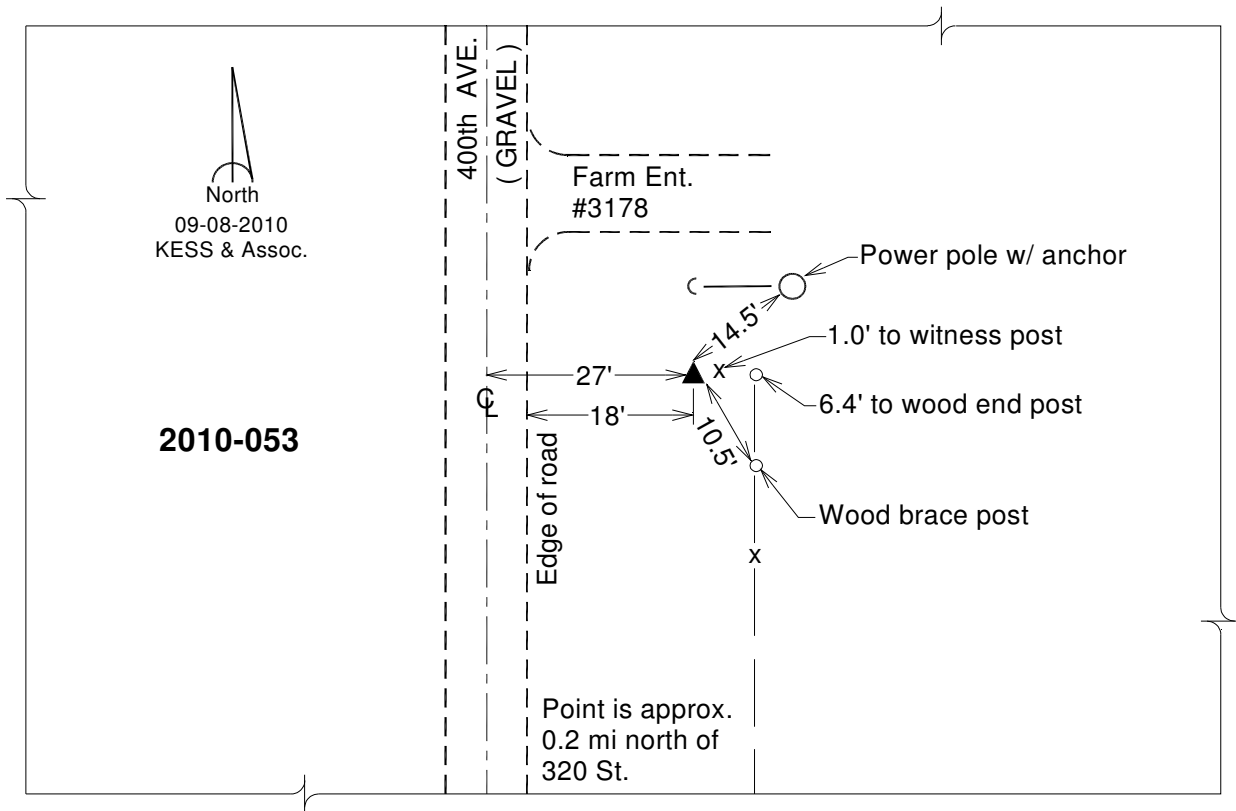 400th AVE.
( GRAVEL )
North
09-08-2010
KESS & Assoc.
Farm Ent.
#3178
Power pole w/ anchor
14.5'
1.0' to witness post
x
27'
6.4' to wood end post
℄
18'
10.5'
2010-053
Edge of road
Wood brace post
x
Point is approx.
0.2 mi north of
320 St.